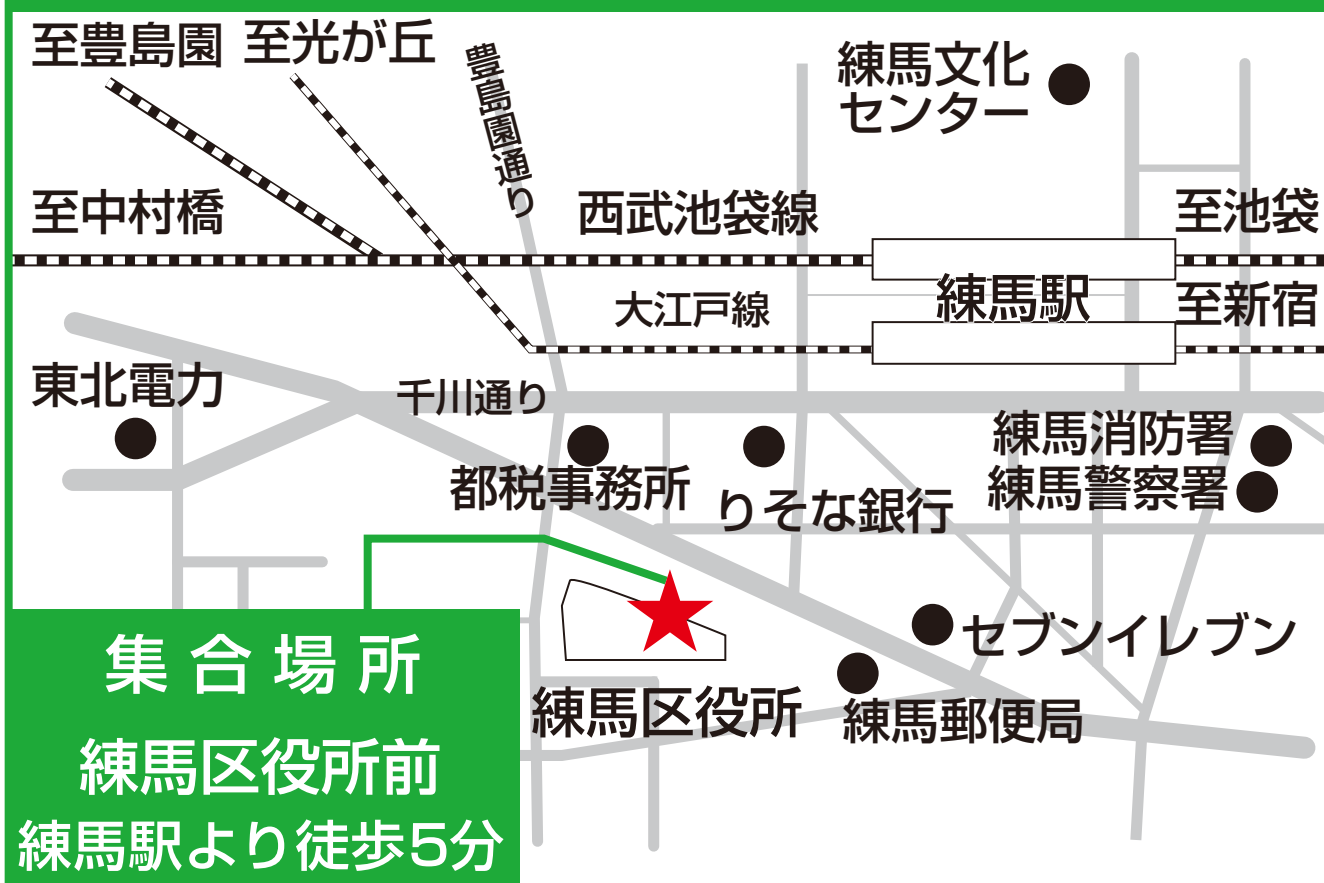 至豊島園
至光が丘
豊島園通り
練馬文化
センター
至中村橋
西武池袋線
至池袋
大江戸線
練馬駅
至新宿
東北電力
千川通り
練馬消防署
都税事務所
りそな銀行
練馬警察署
セブンイレブン
練馬区役所
練馬郵便局
集合場所
練馬区役所前
練馬駅より徒歩5分